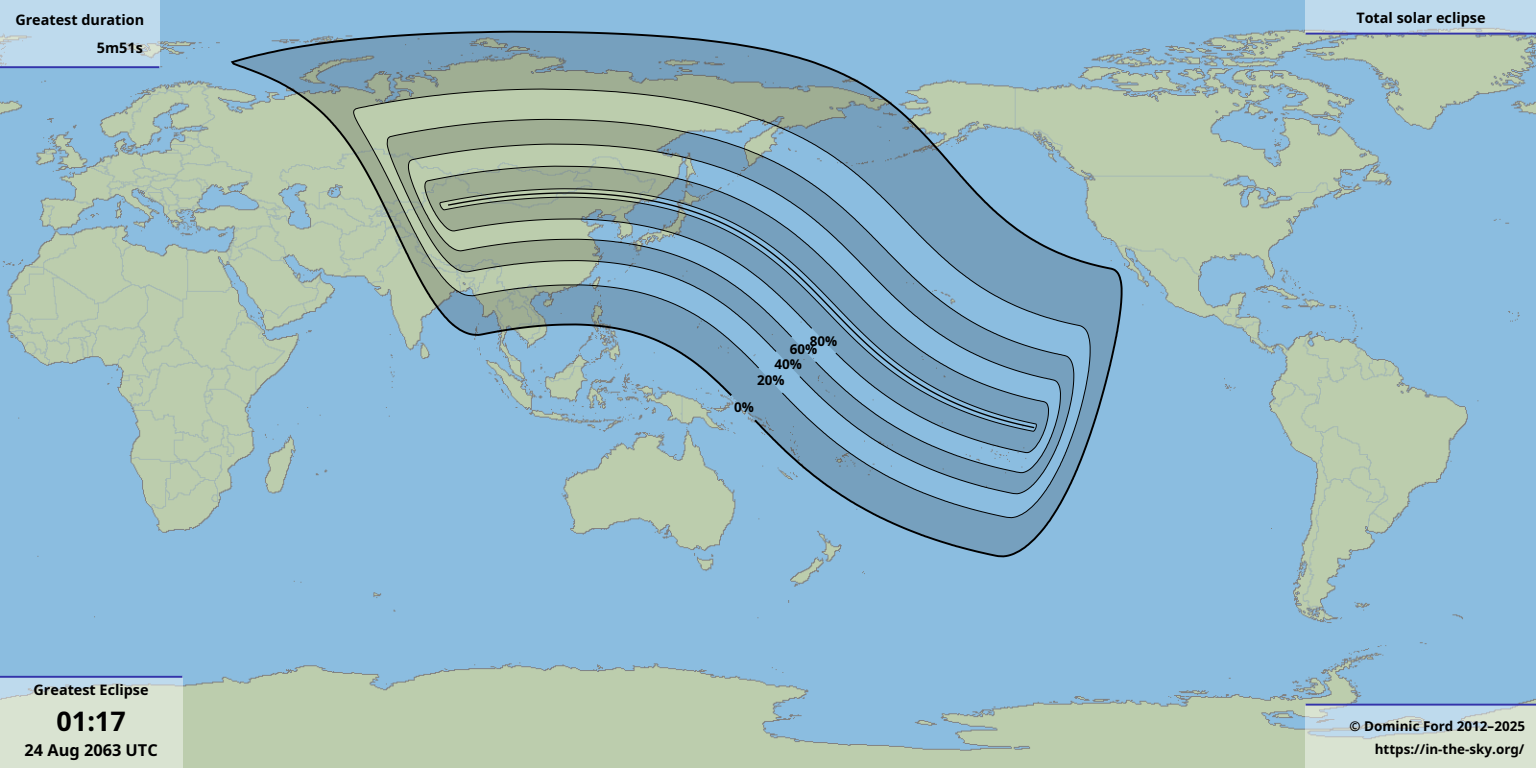 Greatest duration
5m51s
Total solar eclipse
80%
60%
40%
20%
0%
Greatest Eclipse
01:17
24 Aug 2063 UTC
© Dominic Ford 2012–2025
https://in-the-sky.org/